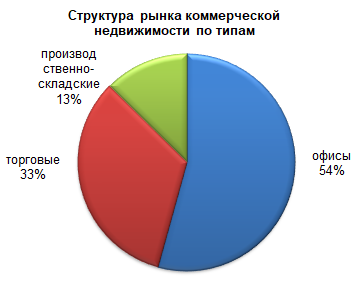 Структура рынка коммерческой
недвижимости по типам
производ
ственно-
складские
13%
торговые
33%
офисы
54%